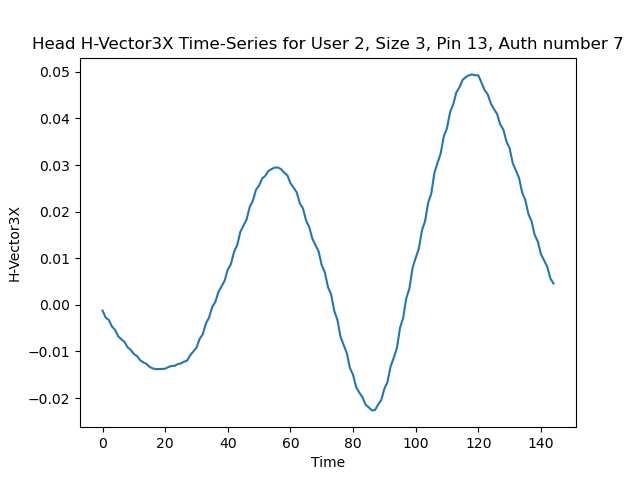 Head H-Vector3X Time-Series for User 2, Size 3, Pin 13, Auth number 7
0.05
0.04
0.03
0.02
0.01
0.00
−0.01
−0.02
H-Vector3X
0 20 40 60 80 100 120 140
Time